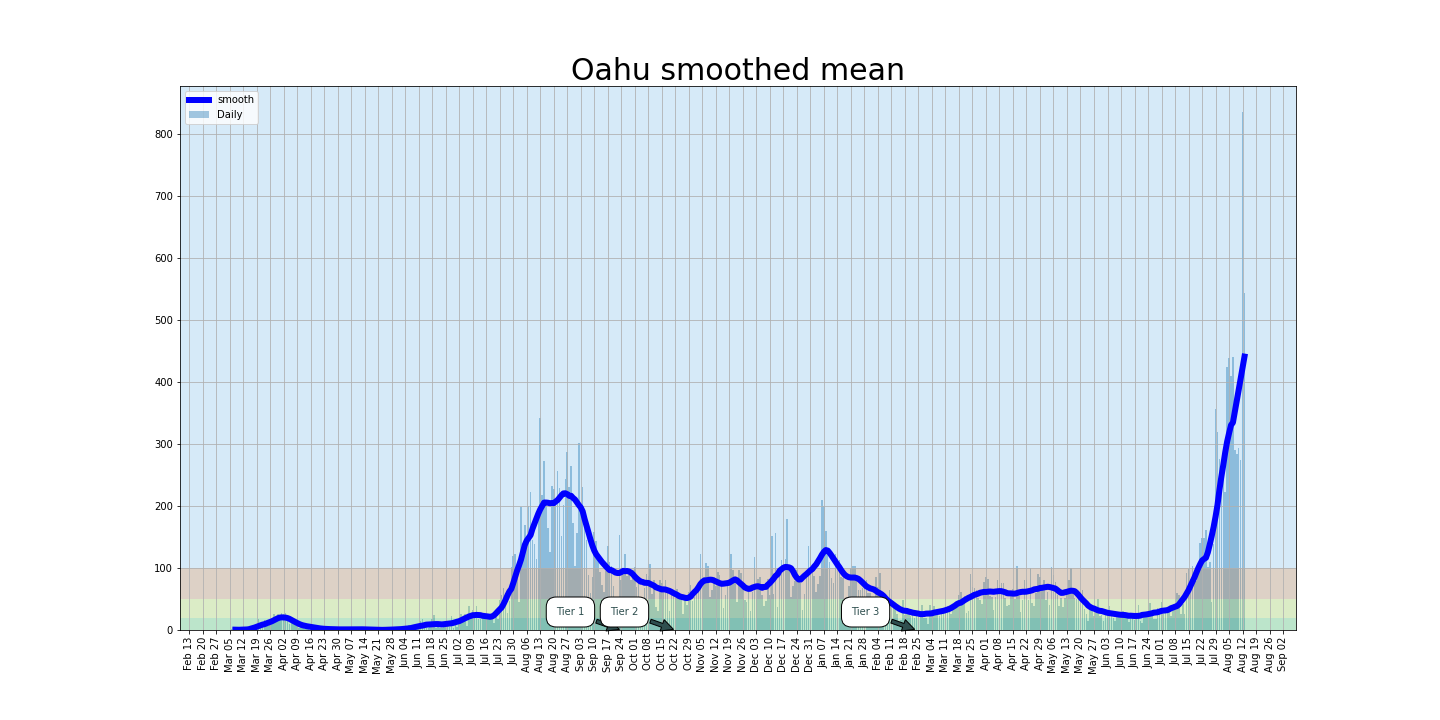 Oahu smoothed mean
smooth
Daily
800
700
600
500
400
300
200
100
0
Tier 1
Tier 2
Tier 3
Feb 13
Feb 20
Feb 27
Mar 05
Mar 12
Mar 19
Mar 26
Apr 02
Apr 09
Apr 16
Apr 23
Apr 30
May 07
May 14
May 21
May 28
Jun 04
Jun 11
Jun 18
Jun 25
Jul 02
Jul 09
Jul 16
Jul 23
Jul 30
Aug 06
Aug 13
Aug 20
Aug 27
Sep 03
Sep 10
Sep 17
Sep 24
Oct 01
Oct 08
Oct 15
Oct 22
Oct 29
Nov 05
Nov 12
Nov 19
Nov 26
Dec 03
Dec 10
Dec 17
Dec 24
Dec 31
Jan 07
Jan 14
Jan 21
Jan 28
Feb 04
Feb 11
Feb 18
Feb 25
Mar 04
Mar 11
Mar 18
Mar 25
Apr 01
Apr 08
Apr 15
Apr 22
Apr 29
May 06
May 13
May 20
May 27
Jun 03
Jun 10
Jun 17
Jun 24
Jul 01
Jul 08
Jul 15
Jul 22
Jul 29
Aug 05
Aug 12
Aug 19
Aug 26
Sep 02